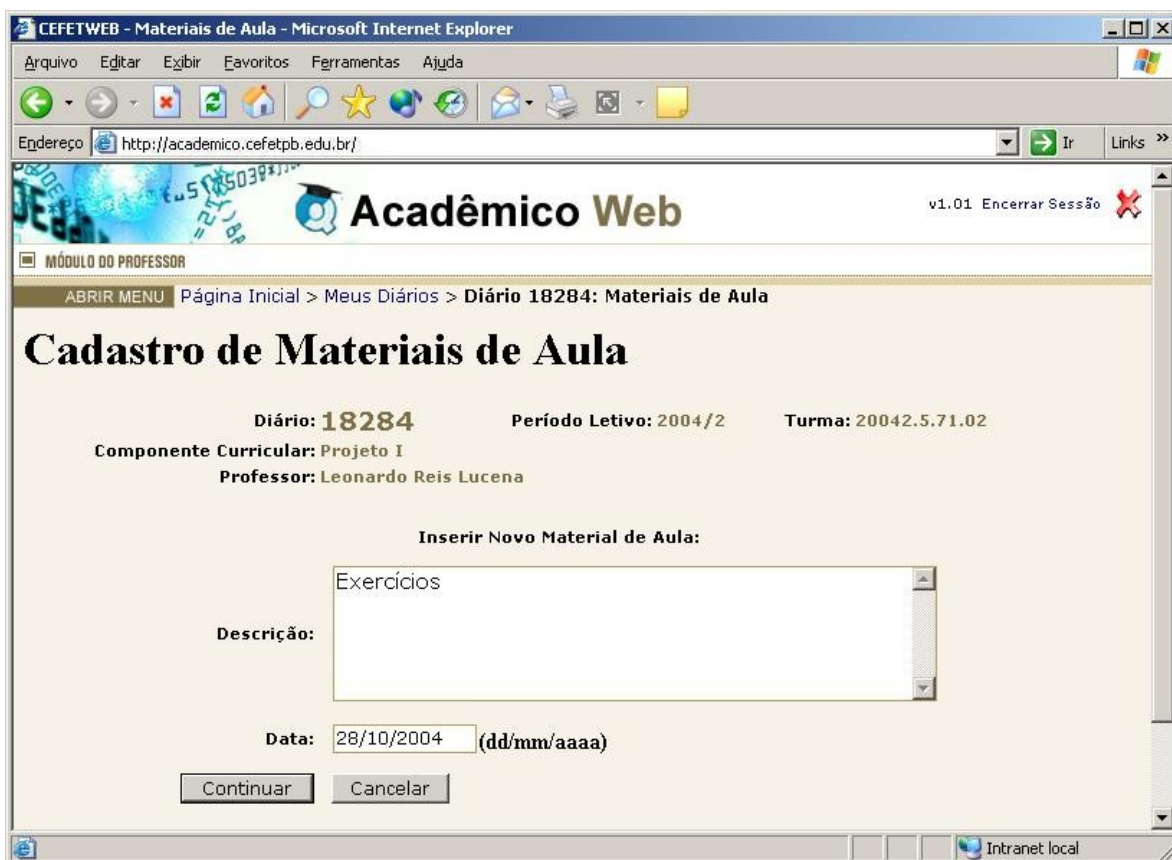 CEFETWEB - Materiais de Aula - Microsoft Internet Explorer
Arquivo Editar Exibir Favoritos Ferramentas Ajuda
Endereço http://academico.cefetpb.edu.br/ Ir Links »
Acadêmico Web v1.01 Encerrar Sessão
MÓDULO DO PROFESSOR
ABRIR MENU Página Inicial > Meus Diários > Diário 18284: Materiais de Aula
Cadastro de Materiais de Aula
Diário: 18284 Período Letivo: 2004/2 Turma: 20042.5.71.02
Componente Curricular: Projeto I
Professor: Leonardo Reis Lucena
Inserir Novo Material de Aula:
Exercícios
Descrição:
Data: 28/10/2004 (dd/mm/aaaa)
Continuar Cancelar
Intranet local